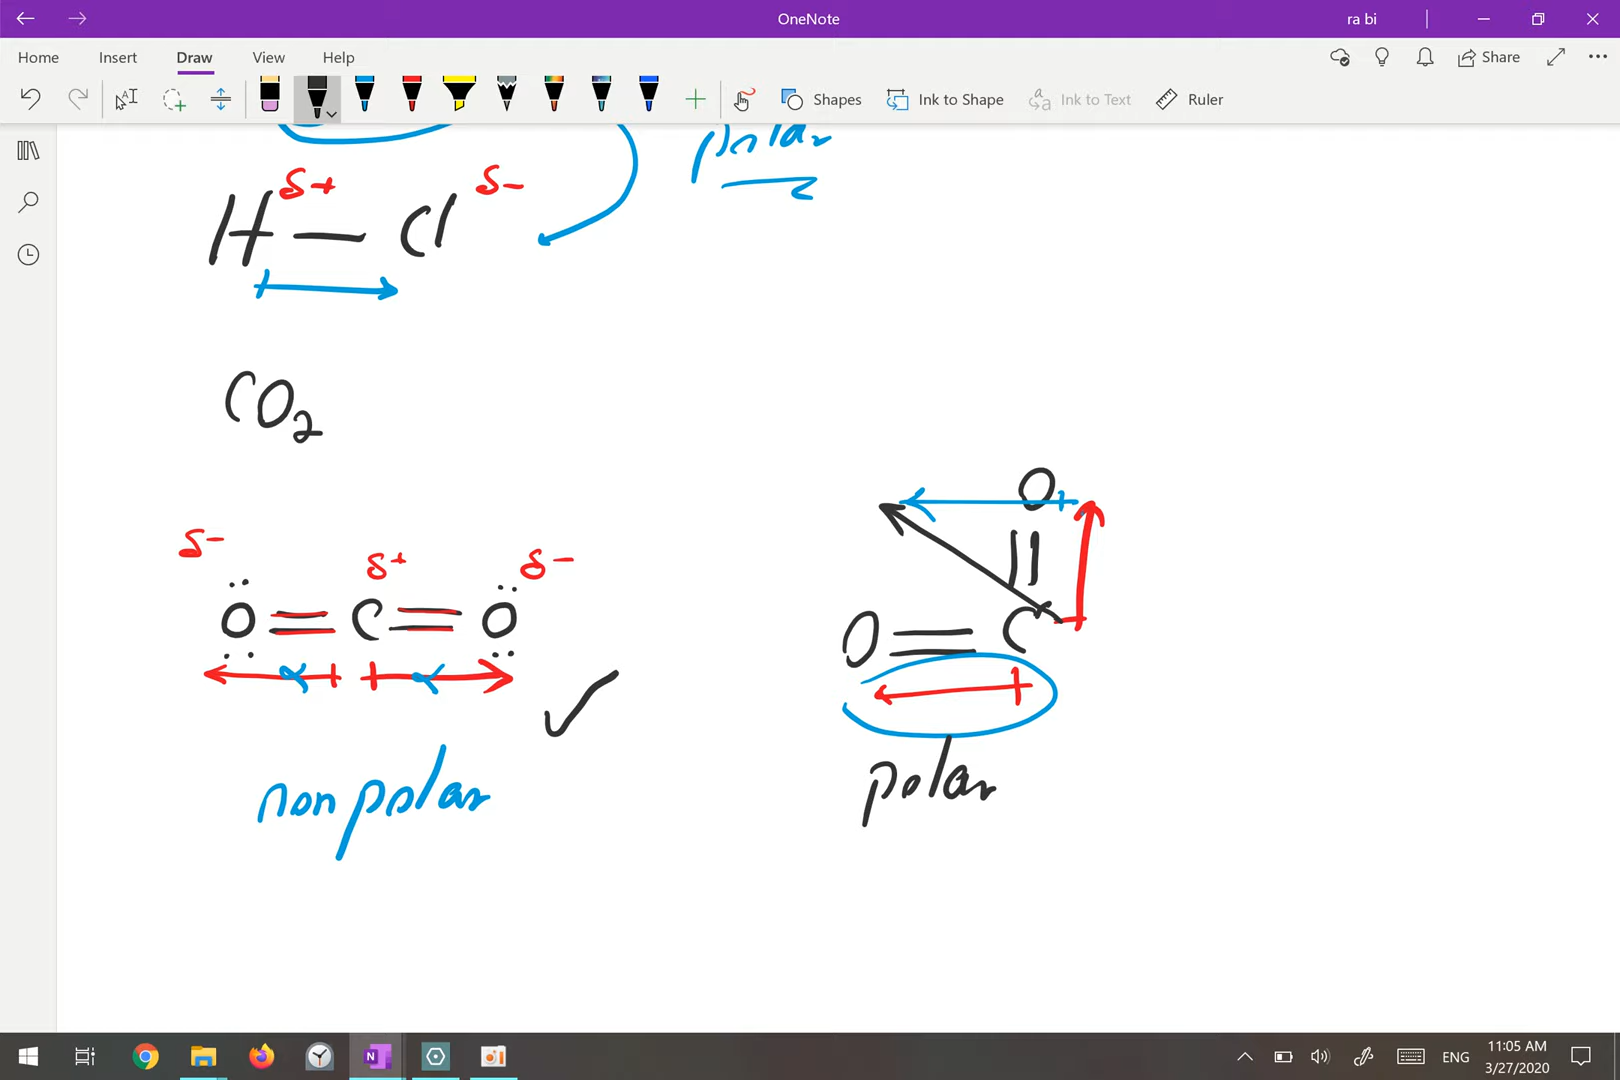 OneNote
ra bi
Home Insert Draw View Help
Share
Shapes
Ink to Shape
Ink to Text
Ruler
polar
δ+ δ-
H — Cl
CO₂
δ- δ+ δ-
O = C = O
nonpolar
O
||
O = C
polar
ENG
11:05 AM
3/27/2020